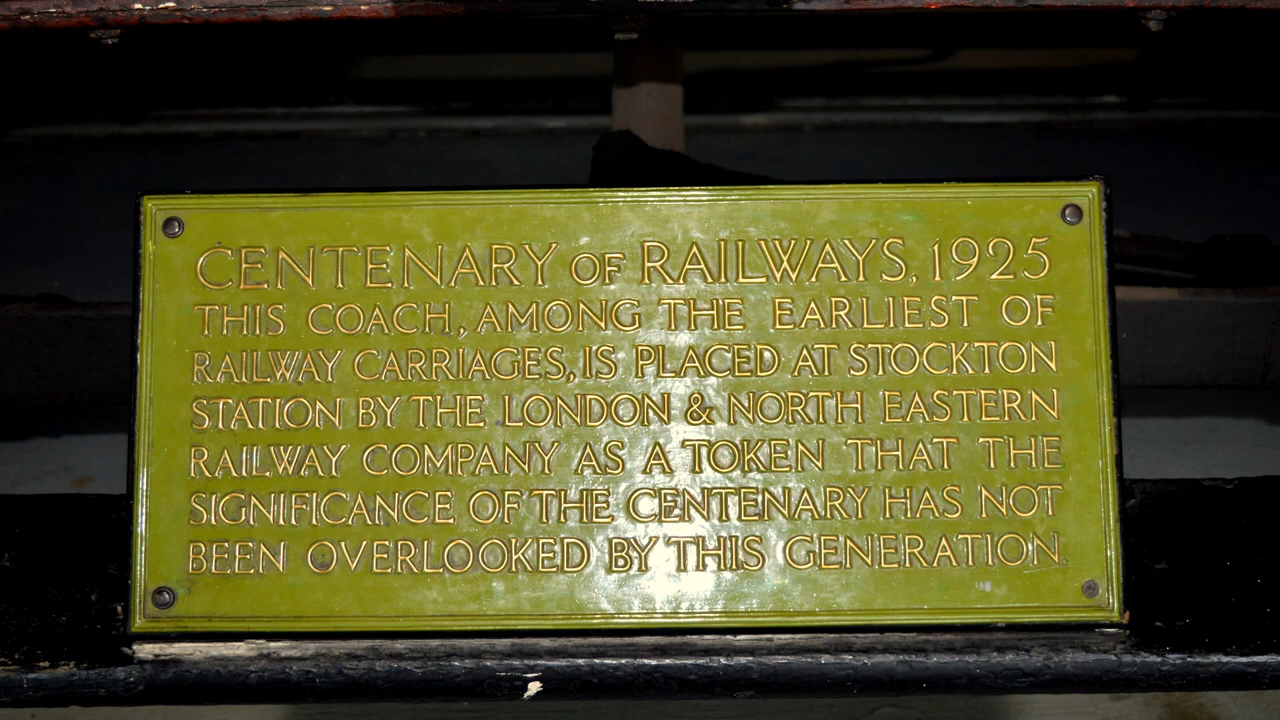 CENTENARY OF RAILWAYS, 1925
THIS COACH, AMONG THE EARLIEST OF
RAILWAY CARRIAGES, IS PLACED AT STOCKTON
STATION BY THE LONDON & NORTH EASTERN
RAILWAY COMPANY AS A TOKEN THAT THE
SIGNIFICANCE OF THE CENTENARY HAS NOT
BEEN OVERLOOKED BY THIS GENERATION.